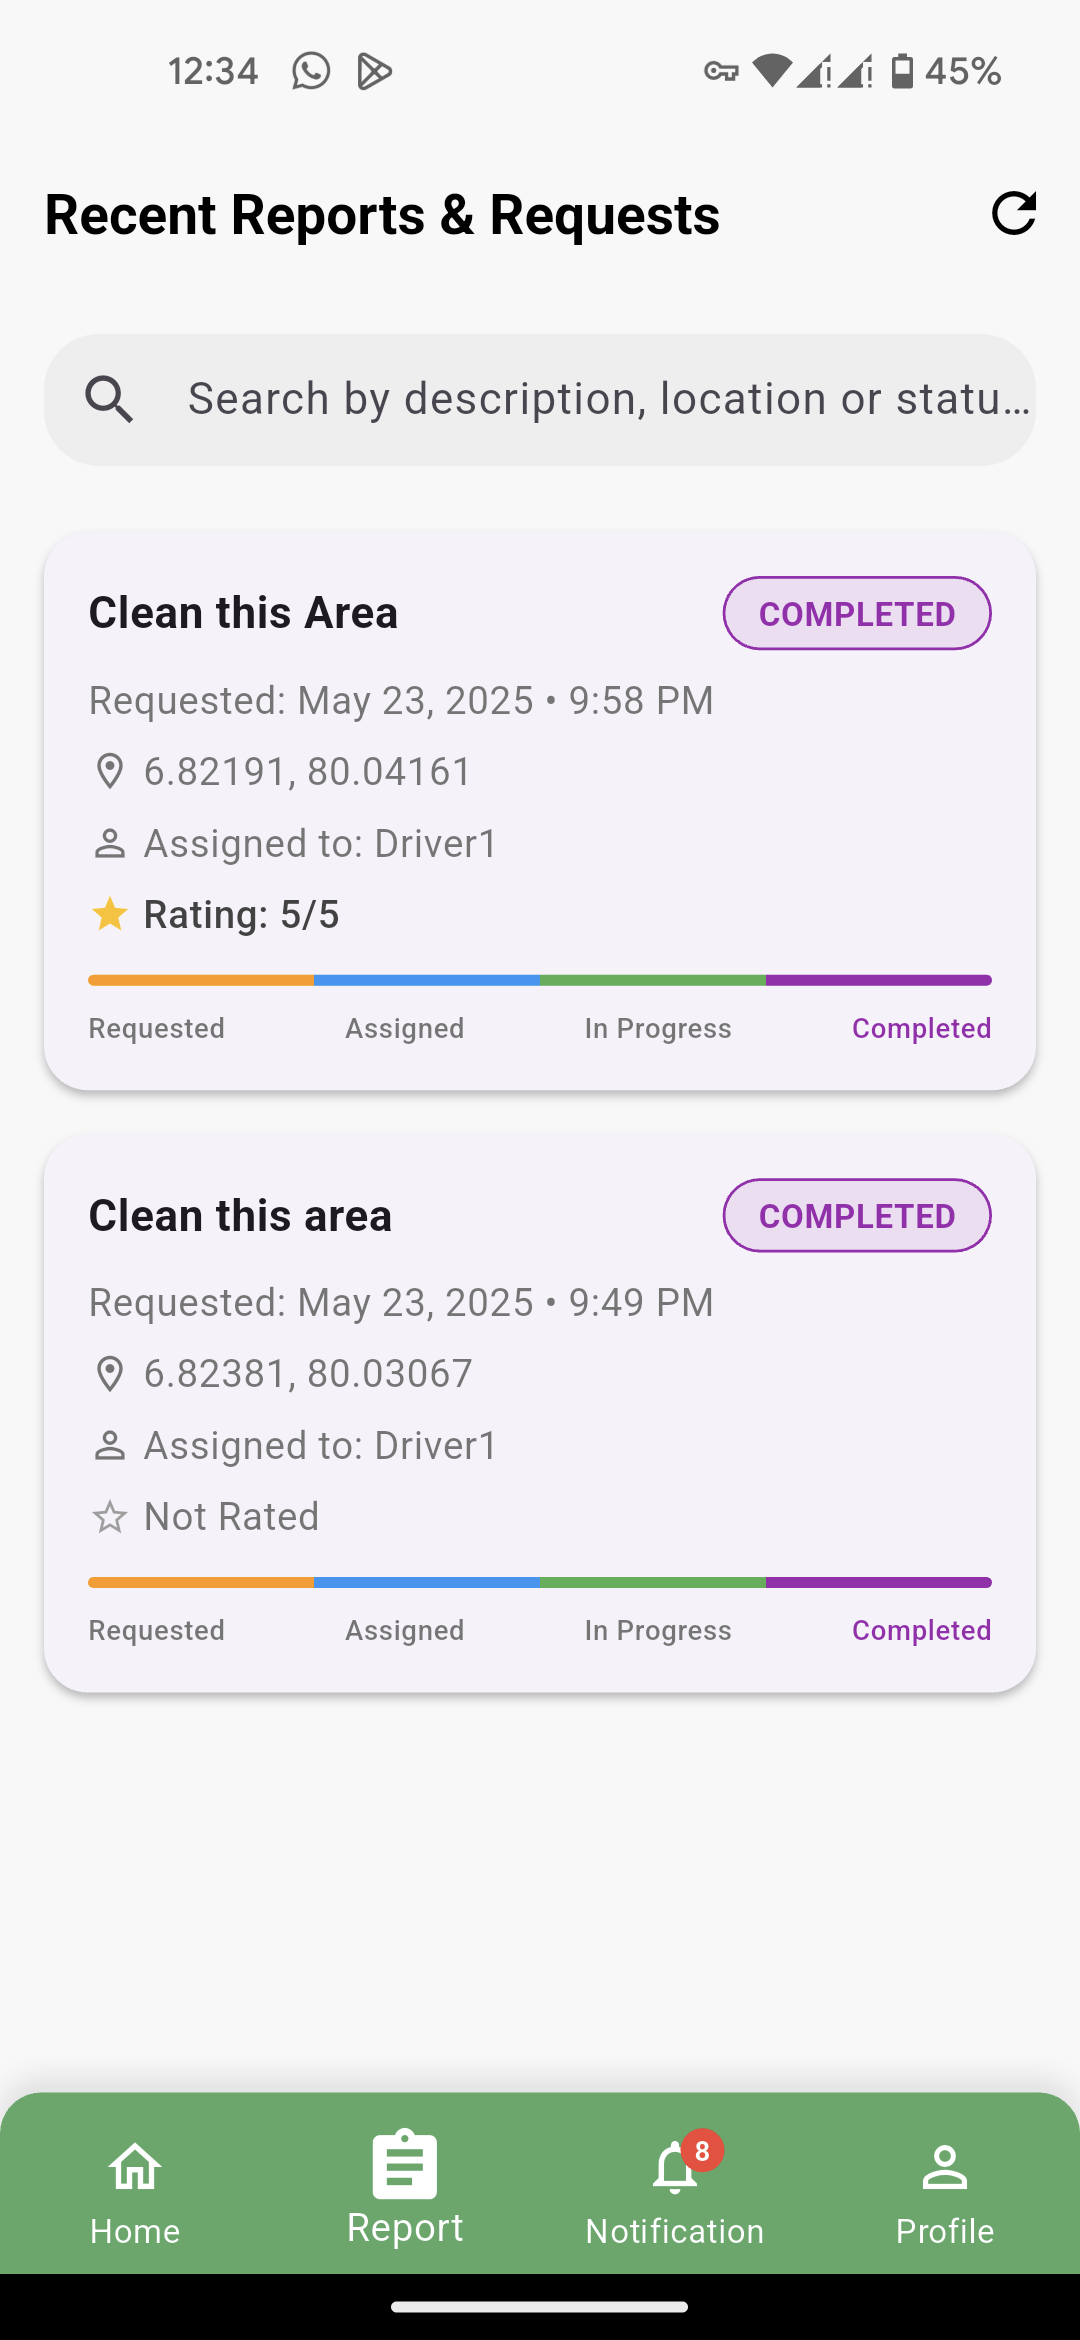 12:34 45%
Recent Reports & Requests
Search by description, location or statu...
Clean this Area COMPLETED
Requested: May 23, 2025 • 9:58 PM
6.82191, 80.04161
Assigned to: Driver1
Rating: 5/5
Requested Assigned In Progress Completed
Clean this area COMPLETED
Requested: May 23, 2025 • 9:49 PM
6.82381, 80.03067
Assigned to: Driver1
Not Rated
Requested Assigned In Progress Completed
8
Home Report Notification Profile